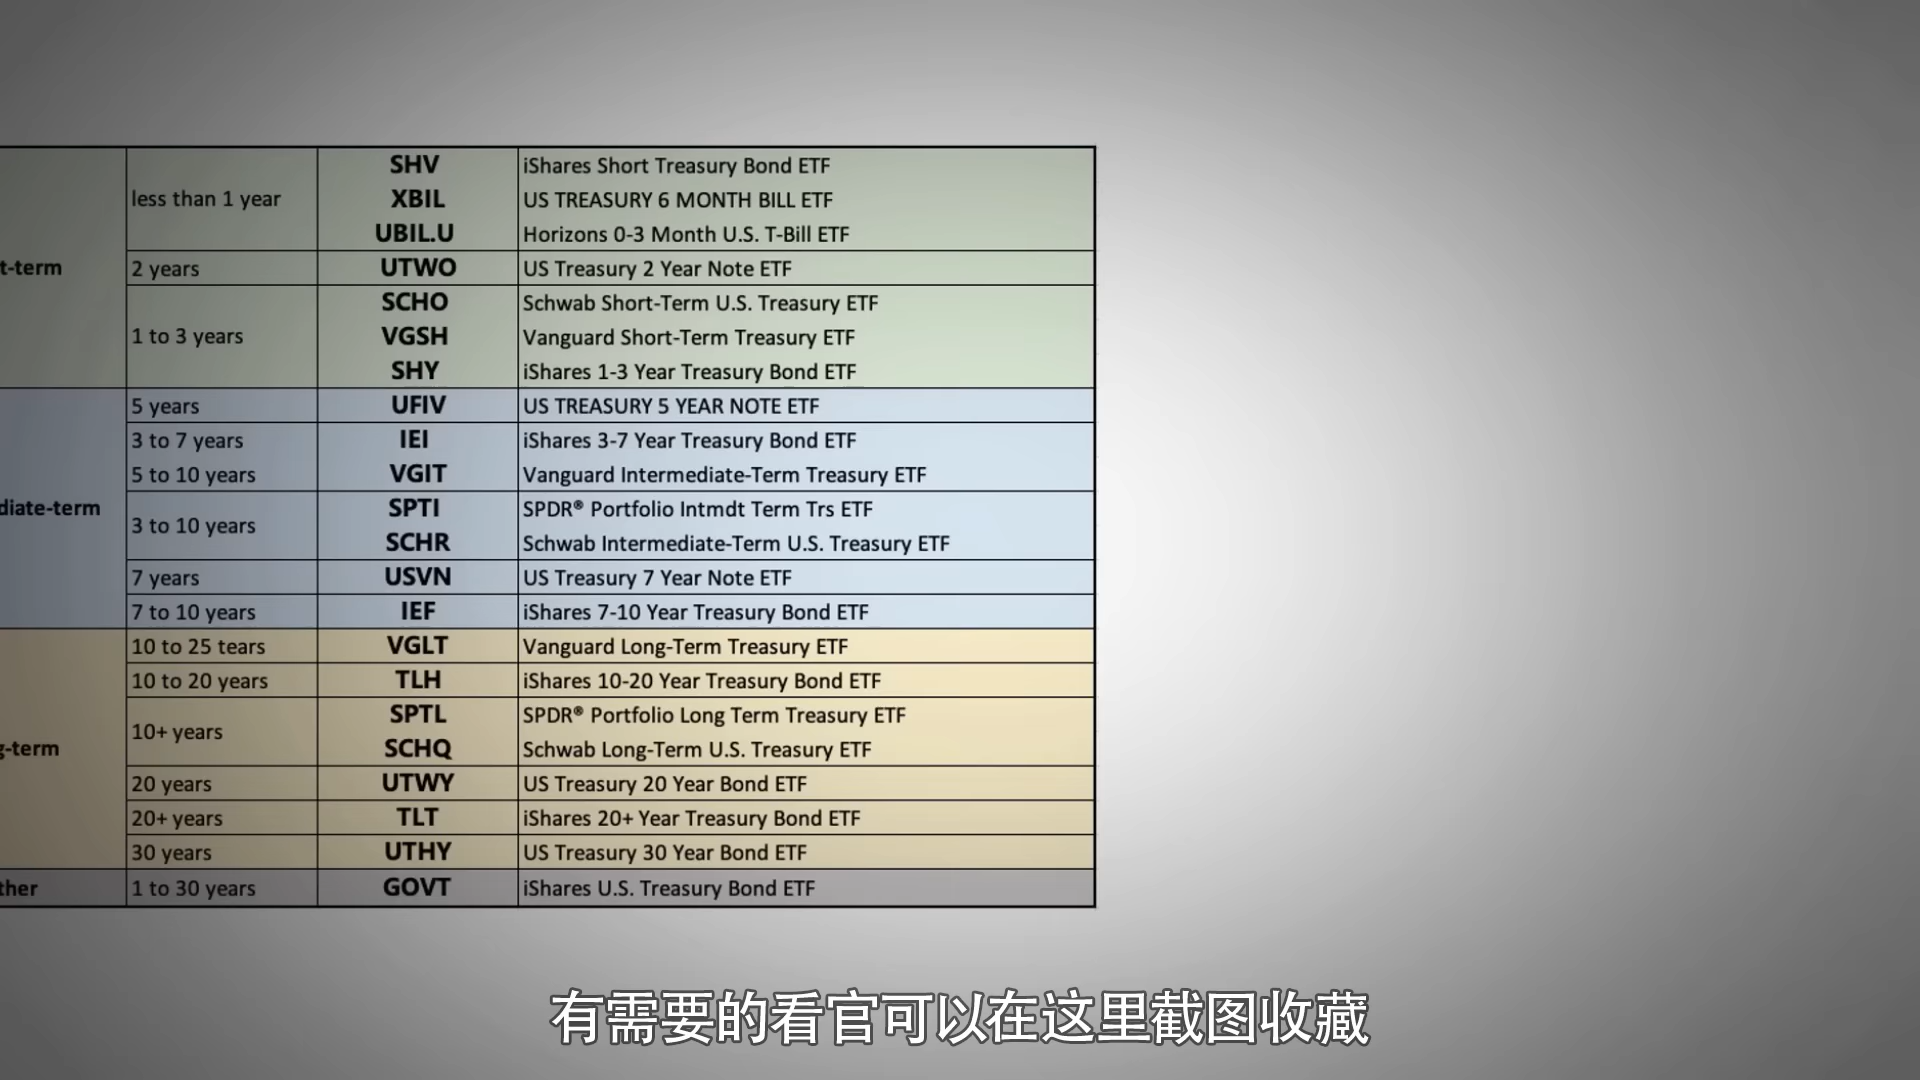 t-term less than 1 year SHV iShares Short Treasury Bond ETF
XBIL US TREASURY 6 MONTH BILL ETF
UBIL.U Horizons 0-3 Month U.S. T-Bill ETF
2 years UTWO US Treasury 2 Year Note ETF
1 to 3 years SCHO Schwab Short-Term U.S. Treasury ETF
VGSH Vanguard Short-Term Treasury ETF
SHY iShares 1-3 Year Treasury Bond ETF
diate-term 5 years UFIV US TREASURY 5 YEAR NOTE ETF
3 to 7 years IEI iShares 3-7 Year Treasury Bond ETF
5 to 10 years VGIT Vanguard Intermediate-Term Treasury ETF
3 to 10 years SPTI SPDR® Portfolio Intmdt Term Trs ETF
SCHR Schwab Intermediate-Term U.S. Treasury ETF
7 years USVN US Treasury 7 Year Note ETF
7 to 10 years IEF iShares 7-10 Year Treasury Bond ETF
g-term 10 to 25 tears VGLT Vanguard Long-Term Treasury ETF
10 to 20 years TLH iShares 10-20 Year Treasury Bond ETF
10+ years SPTL SPDR® Portfolio Long Term Treasury ETF
SCHQ Schwab Long-Term U.S. Treasury ETF
20 years UTWY US Treasury 20 Year Bond ETF
20+ years TLT iShares 20+ Year Treasury Bond ETF
30 years UTHY US Treasury 30 Year Bond ETF
ther 1 to 30 years GOVT iShares U.S. Treasury Bond ETF
有需要的看官可以在这里截图收藏